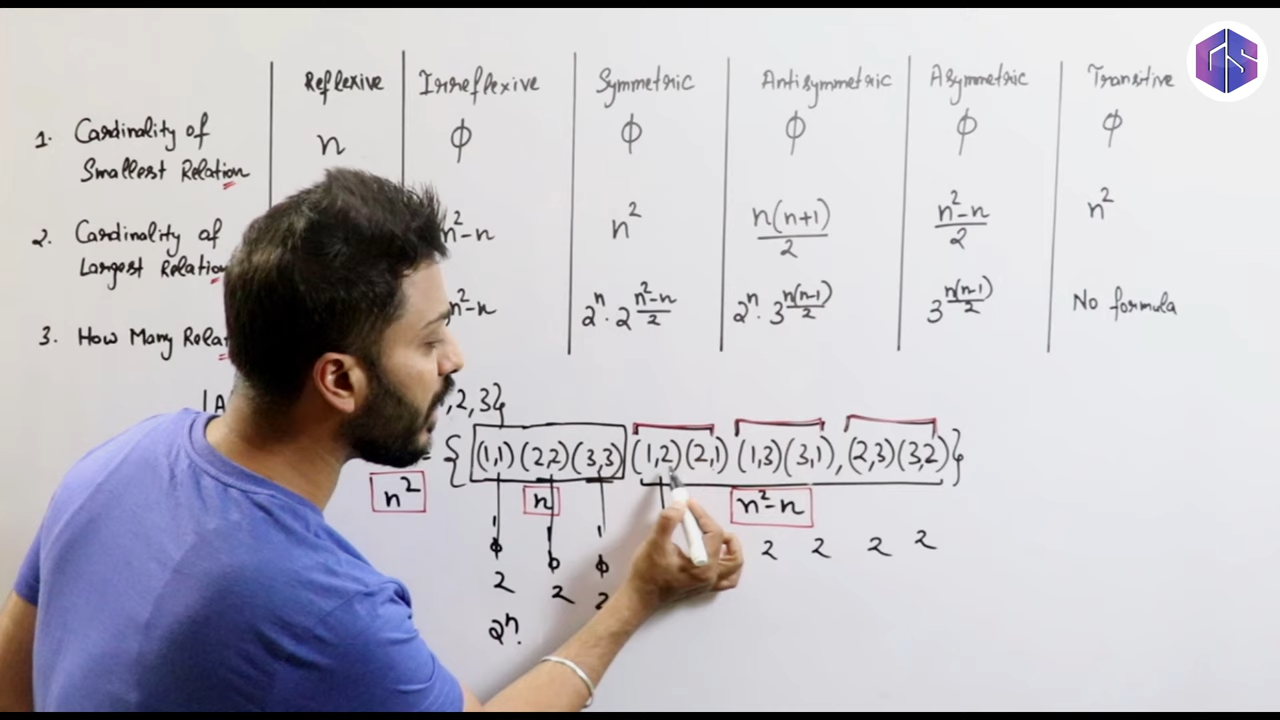 Reflexive Irreflexive Symmetric Antisymmetric Asymmetric Transitive
1. Cardinality of
Smallest Relation n ϕ ϕ ϕ ϕ ϕ
2. Cardinality of
Largest Relation n²-n n² n(n+1)/2 n²-n/2 n²
3. How Many Rela n²-n 2ⁿ · 2^(n²-n/2) 2ⁿ · 3^(n(n-1)/2) 3^(n(n-1)/2) No formula
|A ,2,3}
= { (1,1) (2,2) (3,3) (1,2) (2,1) (1,3) (3,1), (2,3) (3,2) }
n² n n²-n
2 2 2 2 2 2
2ⁿ